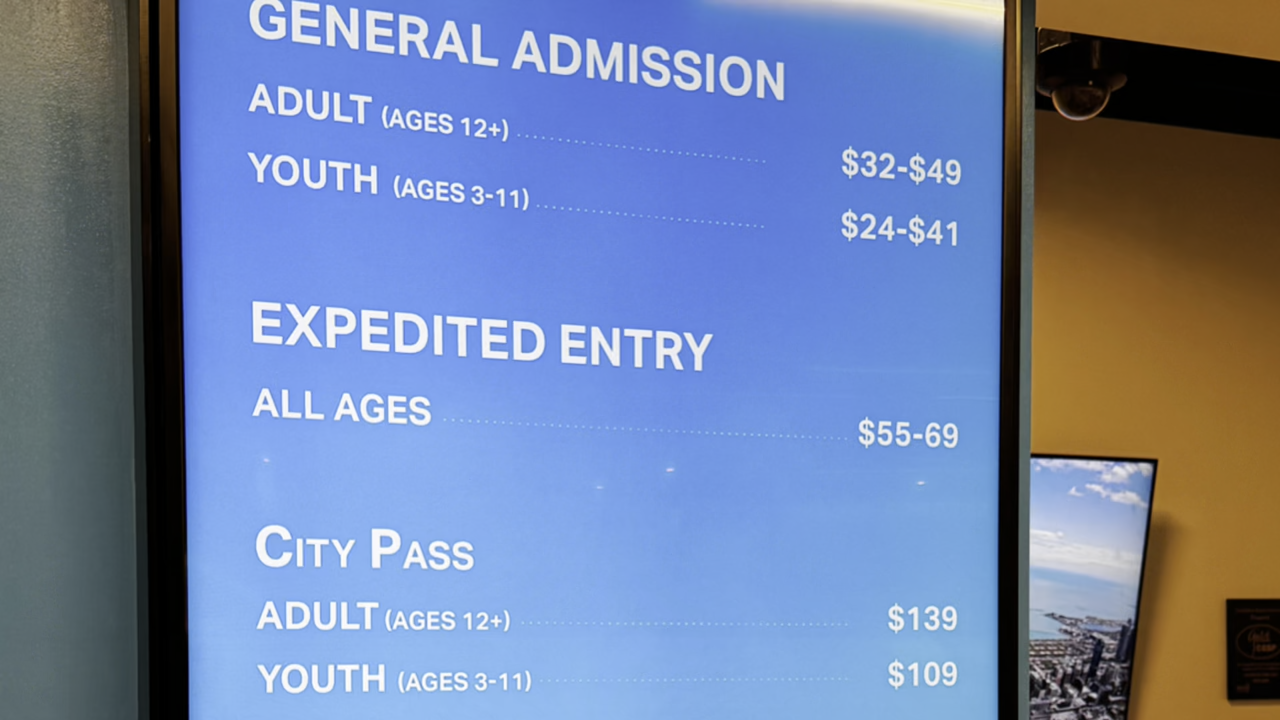 GENERAL ADMISSION
ADULT (AGES 12+) $32-$49
YOUTH (AGES 3-11) $24-$41
EXPEDITED ENTRY
ALL AGES $55-69
CITY PASS
ADULT (AGES 12+) $139
YOUTH (AGES 3-11) $109